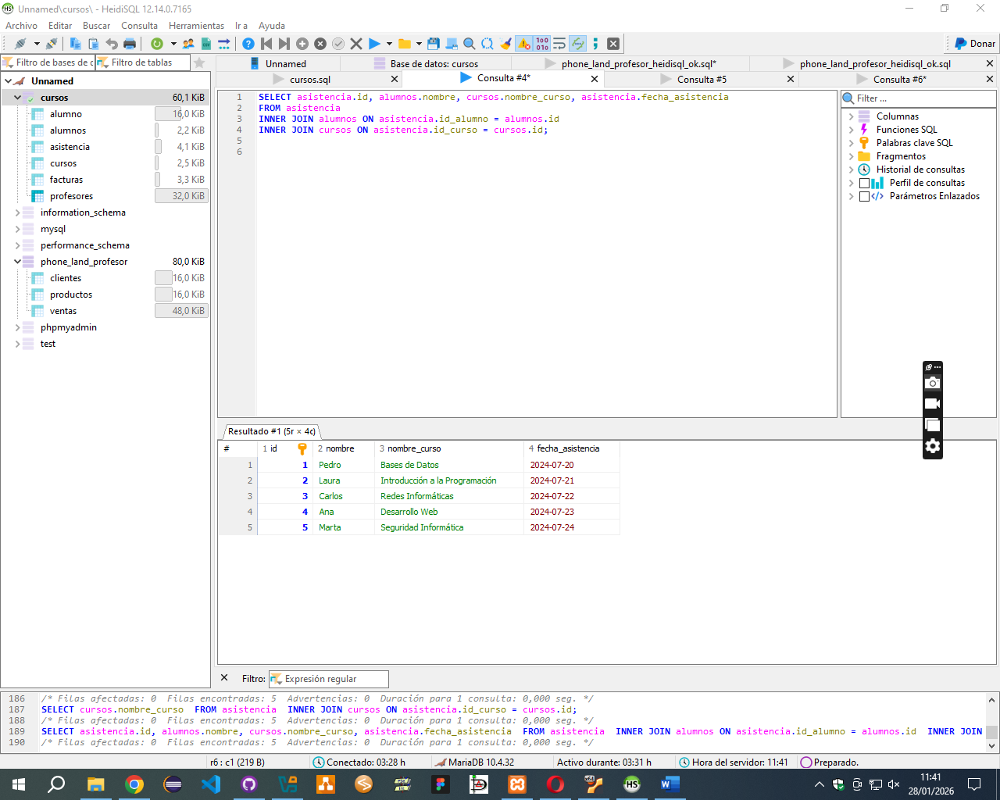 Unnamed\cursos\ - HeidiSQL 12.14.0.7165
Archivo Editar Buscar Consulta Herramientas Ir a Ayuda
Donar
Filtro de bases de c Filtro de tablas
Unnamed
cursos 60,1 KiB
alumno 16,0 KiB
alumnos 2,2 KiB
asistencia 4,1 KiB
cursos 2,5 KiB
facturas 3,3 KiB
profesores 32,0 KiB
information_schema
mysql
performance_schema
phone_land_profesor 80,0 KiB
clientes 16,0 KiB
productos 16,0 KiB
ventas 48,0 KiB
phpmyadmin
test
Unnamed Base de datos: cursos phone_land_profesor_heidisql_ok.sql* phone_land_profesor_heidisql_ok.sql
cursos.sql Consulta #4* Consulta #5 Consulta #6*
1 SELECT asistencia.id, alumnos.nombre, cursos.nombre_curso, asistencia.fecha_asistencia
2 FROM asistencia
3 INNER JOIN alumnos ON asistencia.id_alumno = alumnos.id
4 INNER JOIN cursos ON asistencia.id_curso = cursos.id;
5
6
Filter ...
Columnas
Funciones SQL
Palabras clave SQL
Fragmentos
Historial de consultas
Perfil de consultas
Parámetros Enlazados
Resultado #1 (5r × 4c)
# 1 id 2 nombre 3 nombre_curso 4 fecha_asistencia
1 1 Pedro Bases de Datos 2024-07-20
2 2 Laura Introducción a la Programación 2024-07-21
3 3 Carlos Redes Informáticas 2024-07-22
4 4 Ana Desarrollo Web 2024-07-23
5 5 Marta Seguridad Informática 2024-07-24
Filtro: Expresión regular
186 /* Filas afectadas: 0 Filas encontradas: 5 Advertencias: 0 Duración para 1 consulta: 0,000 seg. */
187 SELECT cursos.nombre_curso FROM asistencia INNER JOIN cursos ON asistencia.id_curso = cursos.id;
188 /* Filas afectadas: 0 Filas encontradas: 5 Advertencias: 0 Duración para 1 consulta: 0,000 seg. */
189 SELECT asistencia.id, alumnos.nombre, cursos.nombre_curso, asistencia.fecha_asistencia FROM asistencia INNER JOIN alumnos ON asistencia.id_alumno = alumnos.id INNER JOIN
190 /* Filas afectadas: 0 Filas encontradas: 5 Advertencias: 0 Duración para 1 consulta: 0,000 seg. */
r6 : c1 (219 B) Conectado: 03:28 h MariaDB 10.4.32 Activo durante: 03:31 h Hora del servidor: 11:41 Preparado.
11:41
28/01/2026